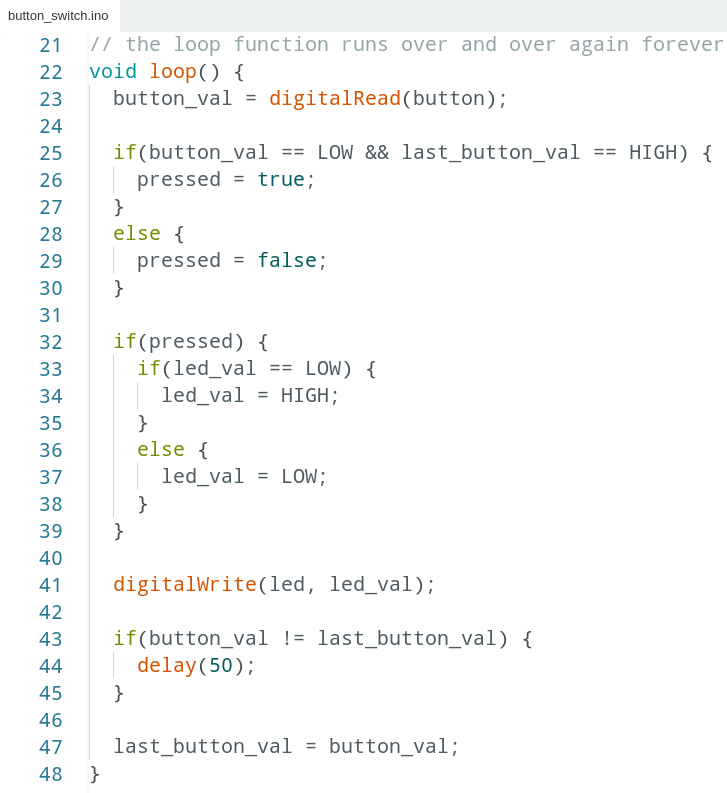 button_switch.ino
21 // the loop function runs over and over again forever
22 void loop() {
23   button_val = digitalRead(button);
24
25   if(button_val == LOW && last_button_val == HIGH) {
26     pressed = true;
27   }
28   else {
29     pressed = false;
30   }
31
32   if(pressed) {
33     if(led_val == LOW) {
34       led_val = HIGH;
35     }
36     else {
37       led_val = LOW;
38     }
39   }
40
41   digitalWrite(led, led_val);
42
43   if(button_val != last_button_val) {
44     delay(50);
45   }
46
47   last_button_val = button_val;
48 }